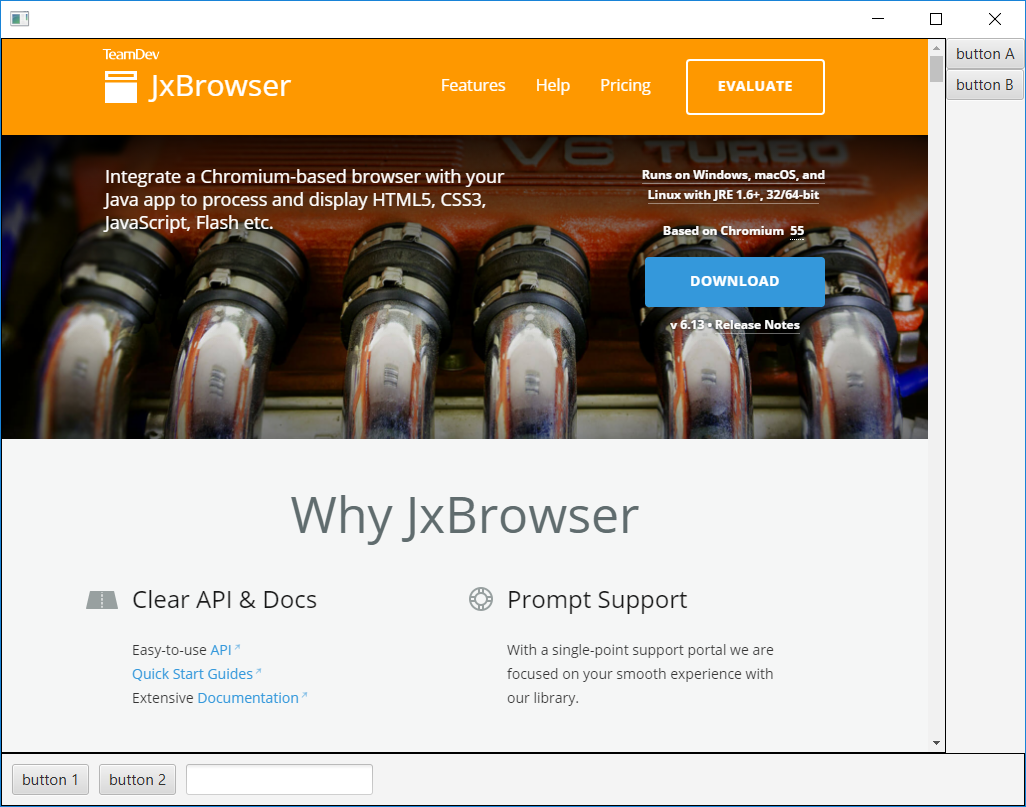 TeamDev
JxBrowser
Features
Help
Pricing
EVALUATE
button A
button B
V6 TURBO
Integrate a Chromium-based browser with your
Java app to process and display HTML5, CSS3,
JavaScript, Flash etc.
Runs on Windows, macOS, and
Linux with JRE 1.6+, 32/64-bit
Based on Chromium 55
DOWNLOAD
v 6.13 • Release Notes
Why JxBrowser
Clear API & Docs
Easy-to-use API
Quick Start Guides
Extensive Documentation
Prompt Support
With a single-point support portal we are
focused on your smooth experience with
our library.
button 1
button 2